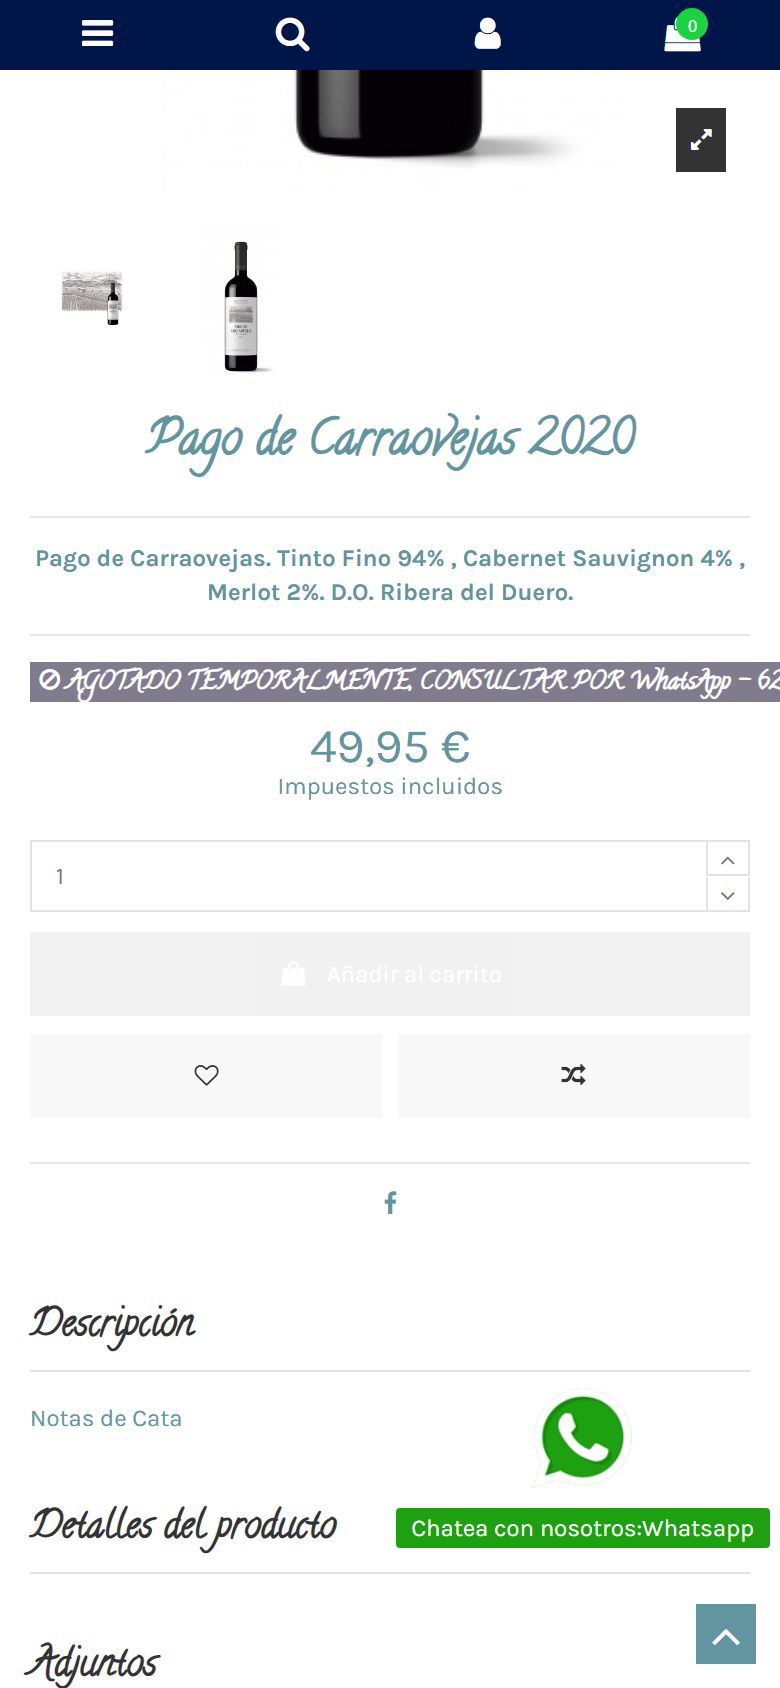 0
Pago de Carraovejas 2020
Pago de Carraovejas. Tinto Fino 94% , Cabernet Sauvignon 4% ,
Merlot 2%. D.O. Ribera del Duero.
AGOTADO TEMPORALMENTE, CONSULTAR POR WhatsApp - 62
49,95 €
Impuestos incluidos
1
Añadir al carrito
Descripción
Notas de Cata
Detalles del producto
Chatea con nosotros:Whatsapp
Adjuntos